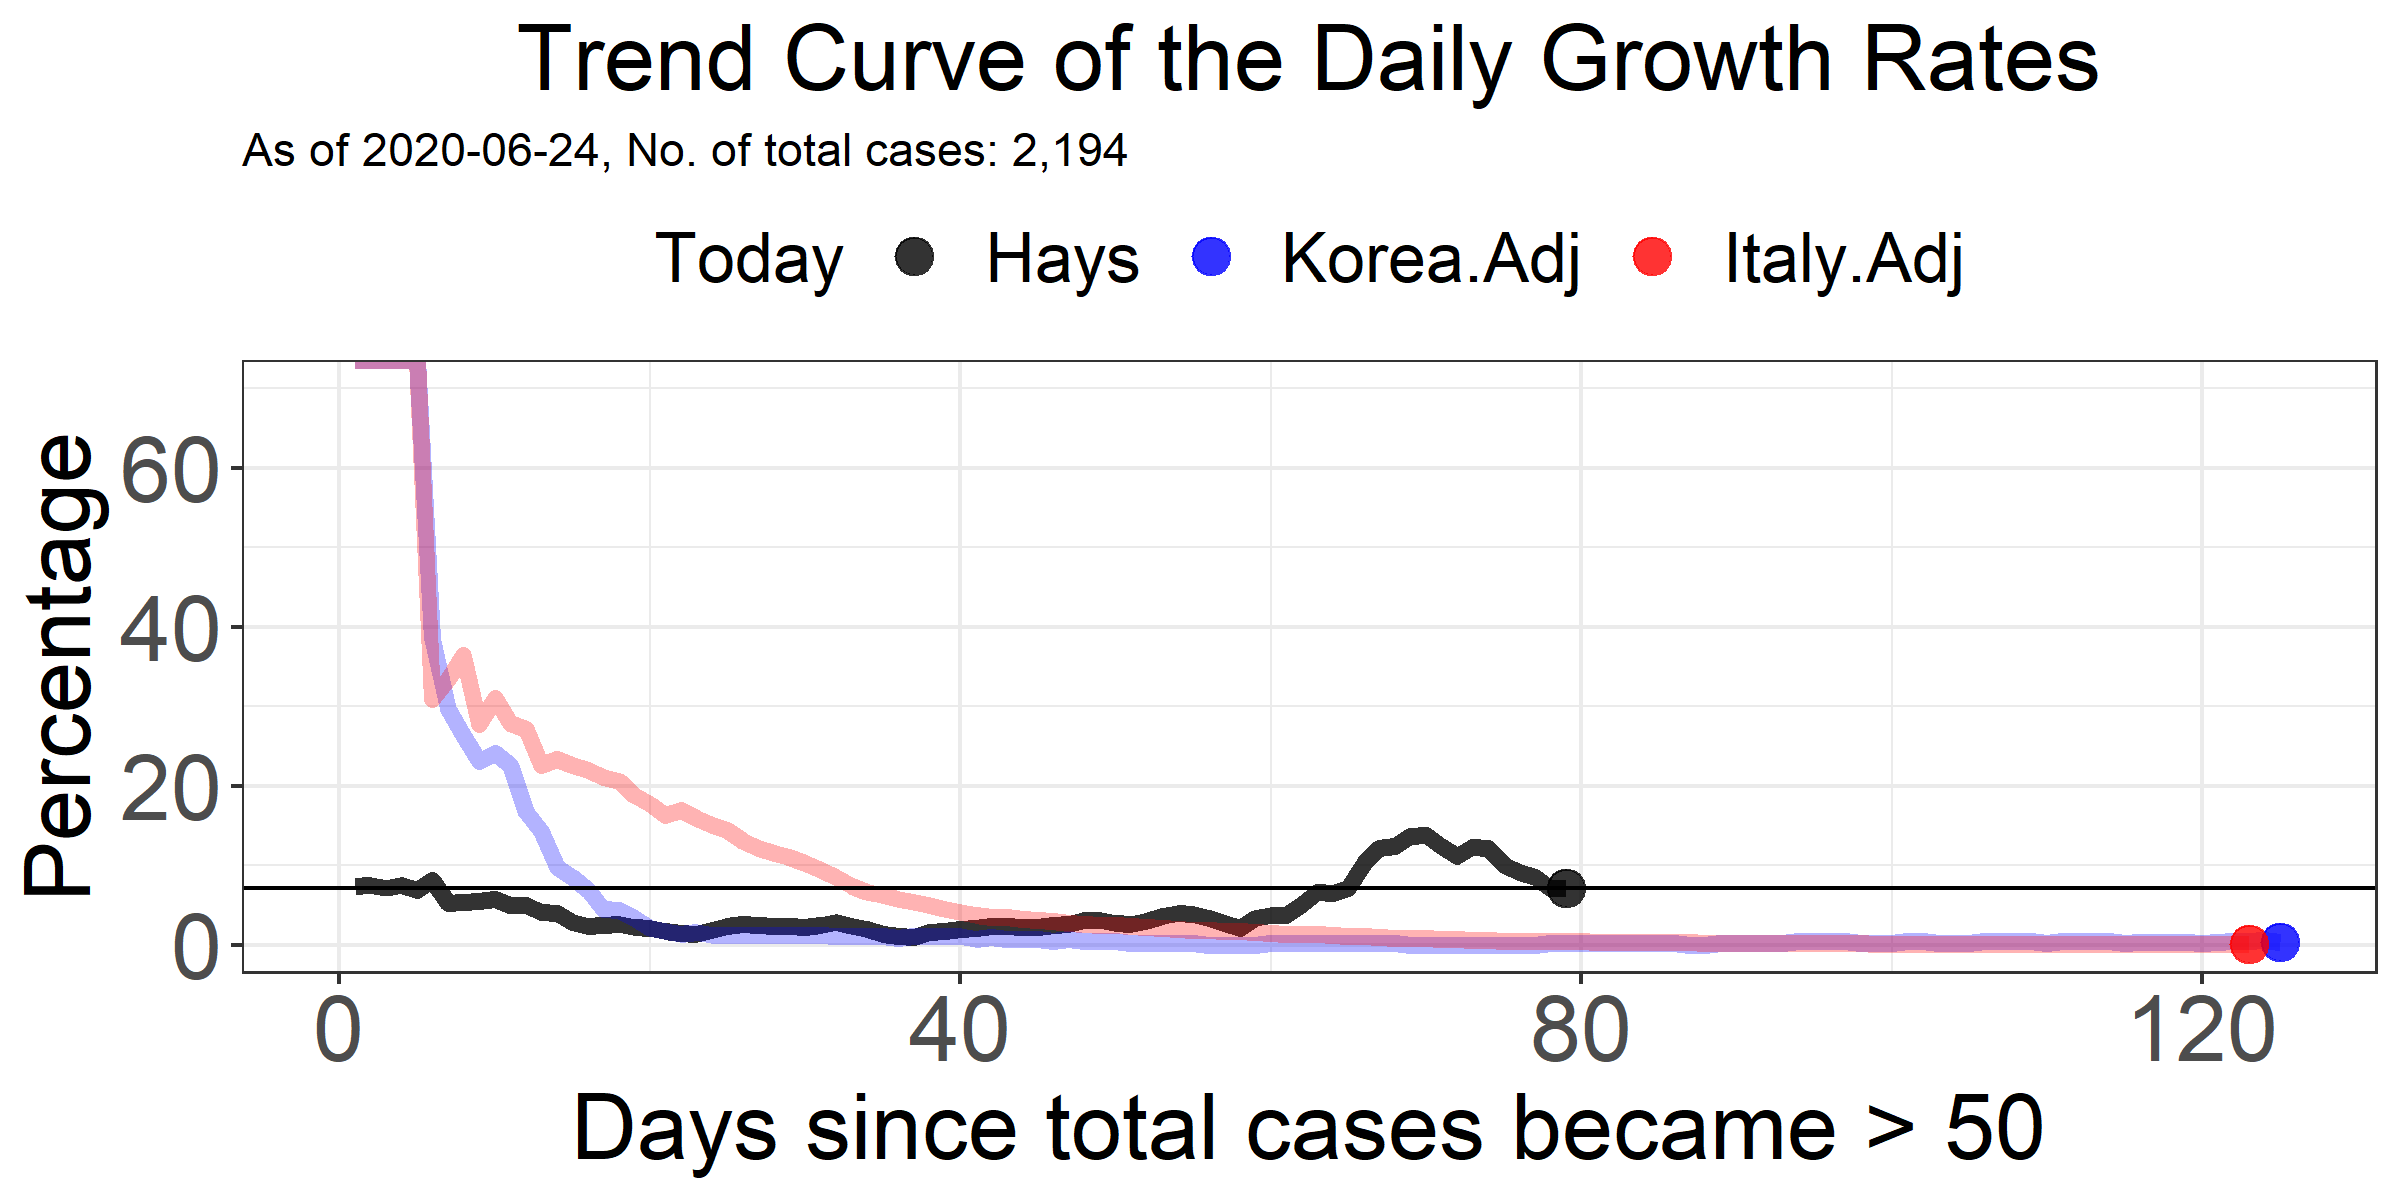 Trend Curve of the Daily Growth Rates
As of 2020-06-24, No. of total cases: 2,194
Today Hays Korea.Adj Italy.Adj
Percentage
60
40
20
0
0 40 80 120
Days since total cases became > 50